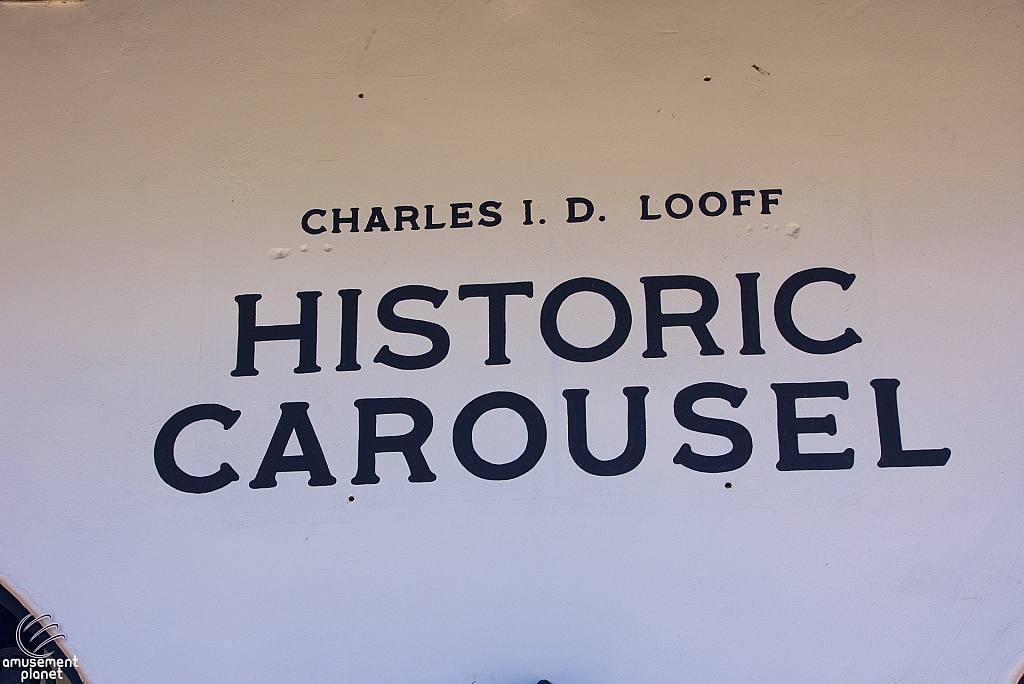 CHARLES I. D. LOOFF
HISTORIC
CAROUSEL
amusement
planet